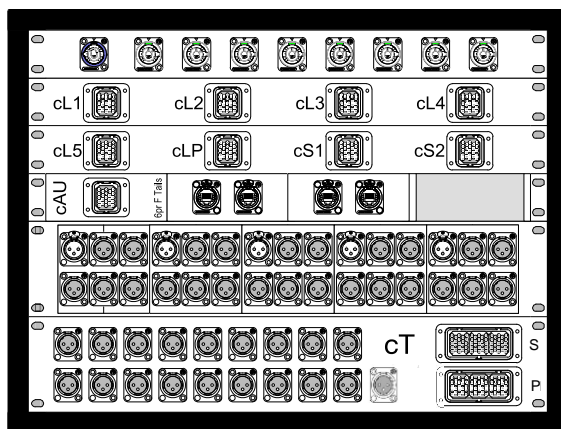 cL1 cL2 cL3 cL4
cL5 cLP cS1 cS2
cAU 6pr F Tails
cT S
P